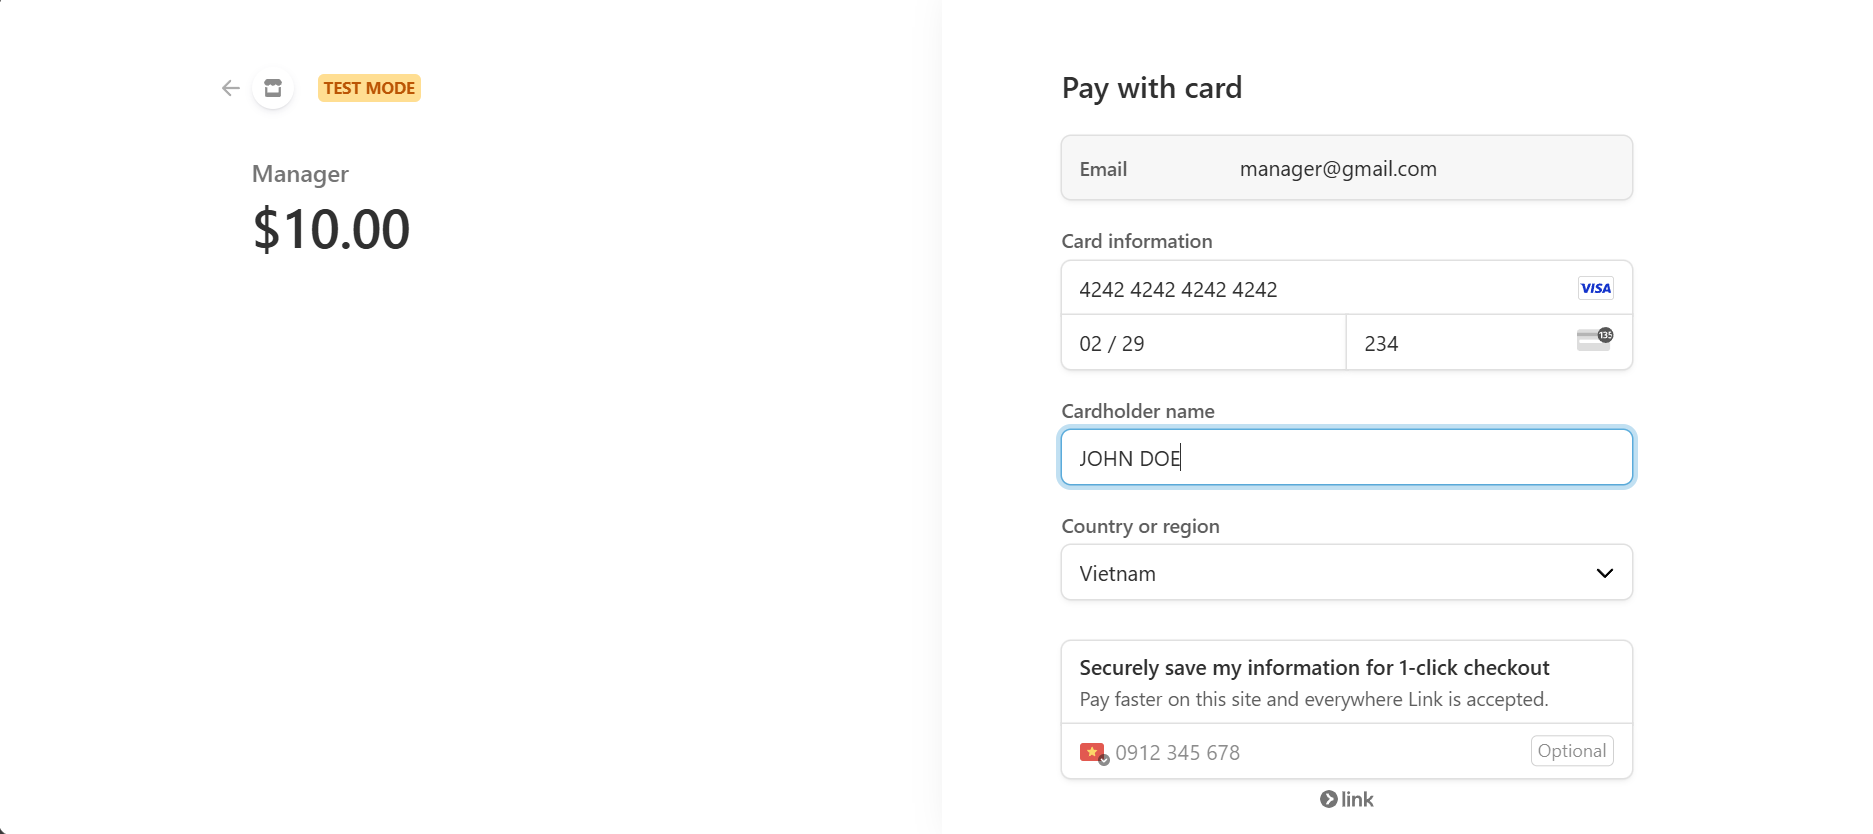 TEST MODE
Manager
$10.00
Pay with card
Email manager@gmail.com
Card information
4242 4242 4242 4242 VISA
02 / 29 234 135
Cardholder name
JOHN DOE
Country or region
Vietnam
Securely save my information for 1-click checkout
Pay faster on this site and everywhere Link is accepted.
0912 345 678 Optional
link